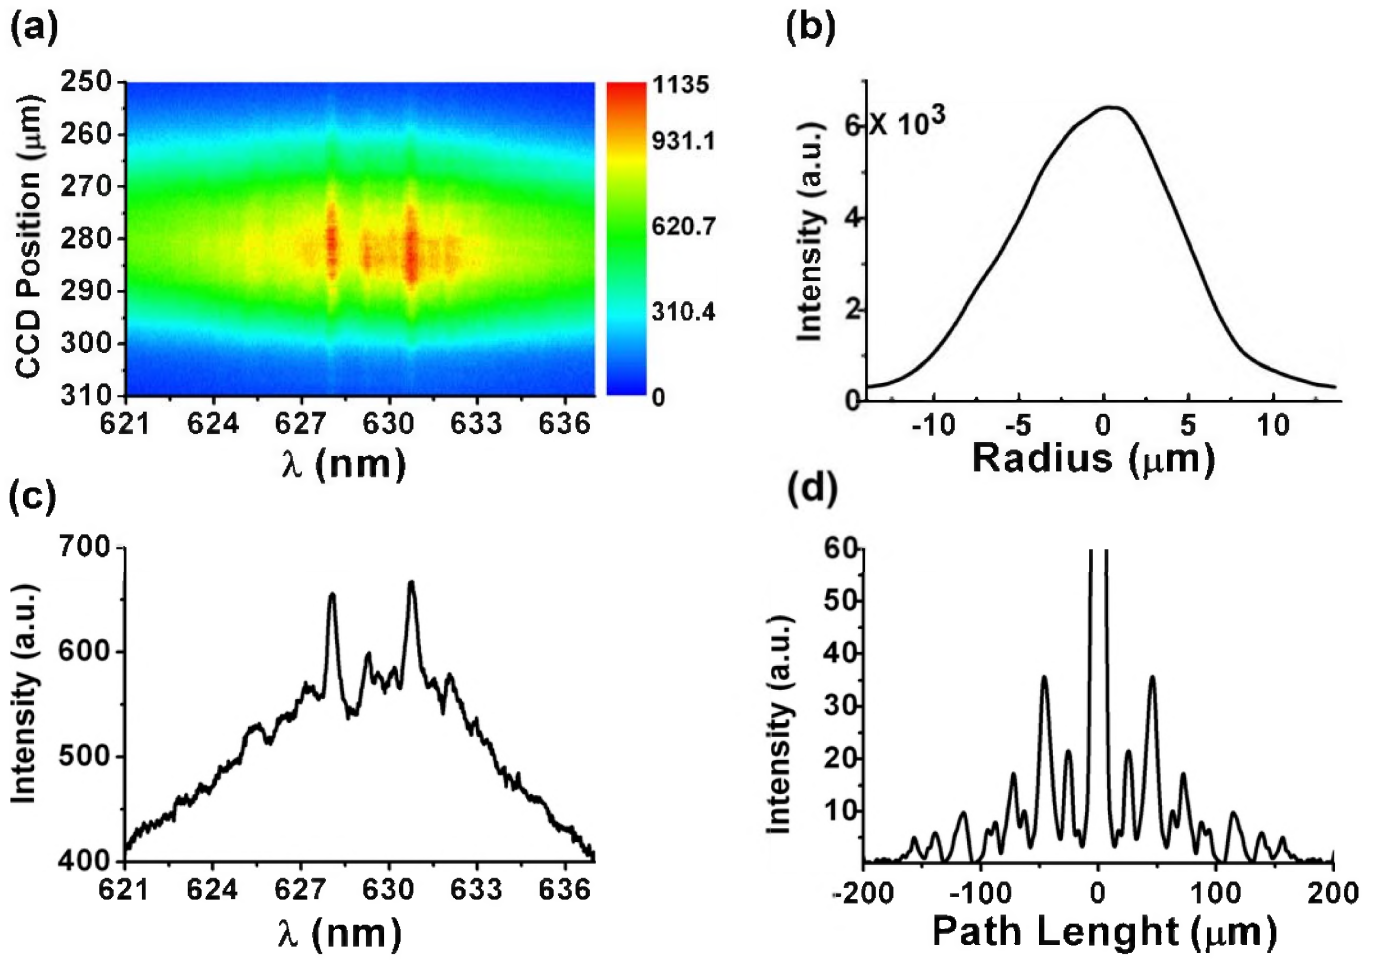 (a)
CCD Position (μm)
250
260
270
280
290
300
310
621 624 627 630 633 636
λ (nm)
1135
931.1
620.7
310.4
0
(b)
Intensity (a.u.)
X 10³
6
4
2
0
-10 -5 0 5 10
Radius (μm)
(c)
Intensity (a.u.)
700
600
500
400
621 624 627 630 633 636
λ (nm)
(d)
Intensity (a.u.)
60
50
40
30
20
10
-200 -100 0 100 200
Path Lenght (μm)